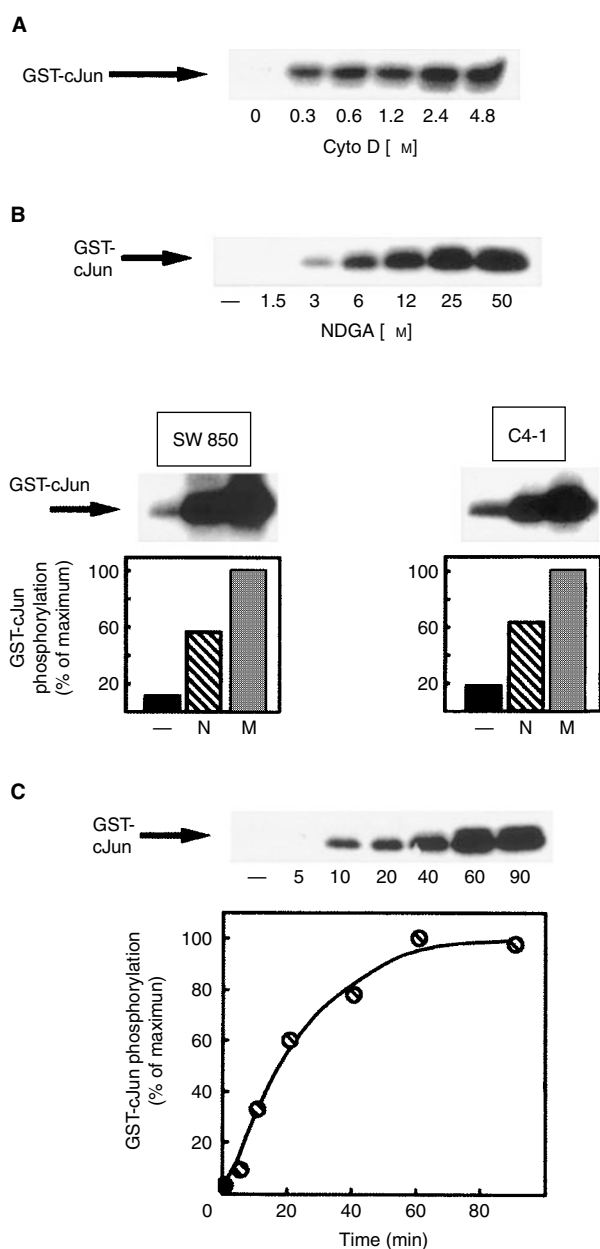 A
GST-cJun
0 0.3 0.6 1.2 2.4 4.8
Cyto D [ M]
B
GST-
cJun
— 1.5 3 6 12 25 50
NDGA [ M]
SW 850
C4-1
GST-cJun
GST-cJun
phosphorylation
(% of maximum)
100
60
20
— N M
100
60
20
— N M
C
GST-
cJun
— 5 10 20 40 60 90
GST-cJun phosphorylation
(% of maximun)
100
80
60
40
20
0 20 40 60 80
Time (min)